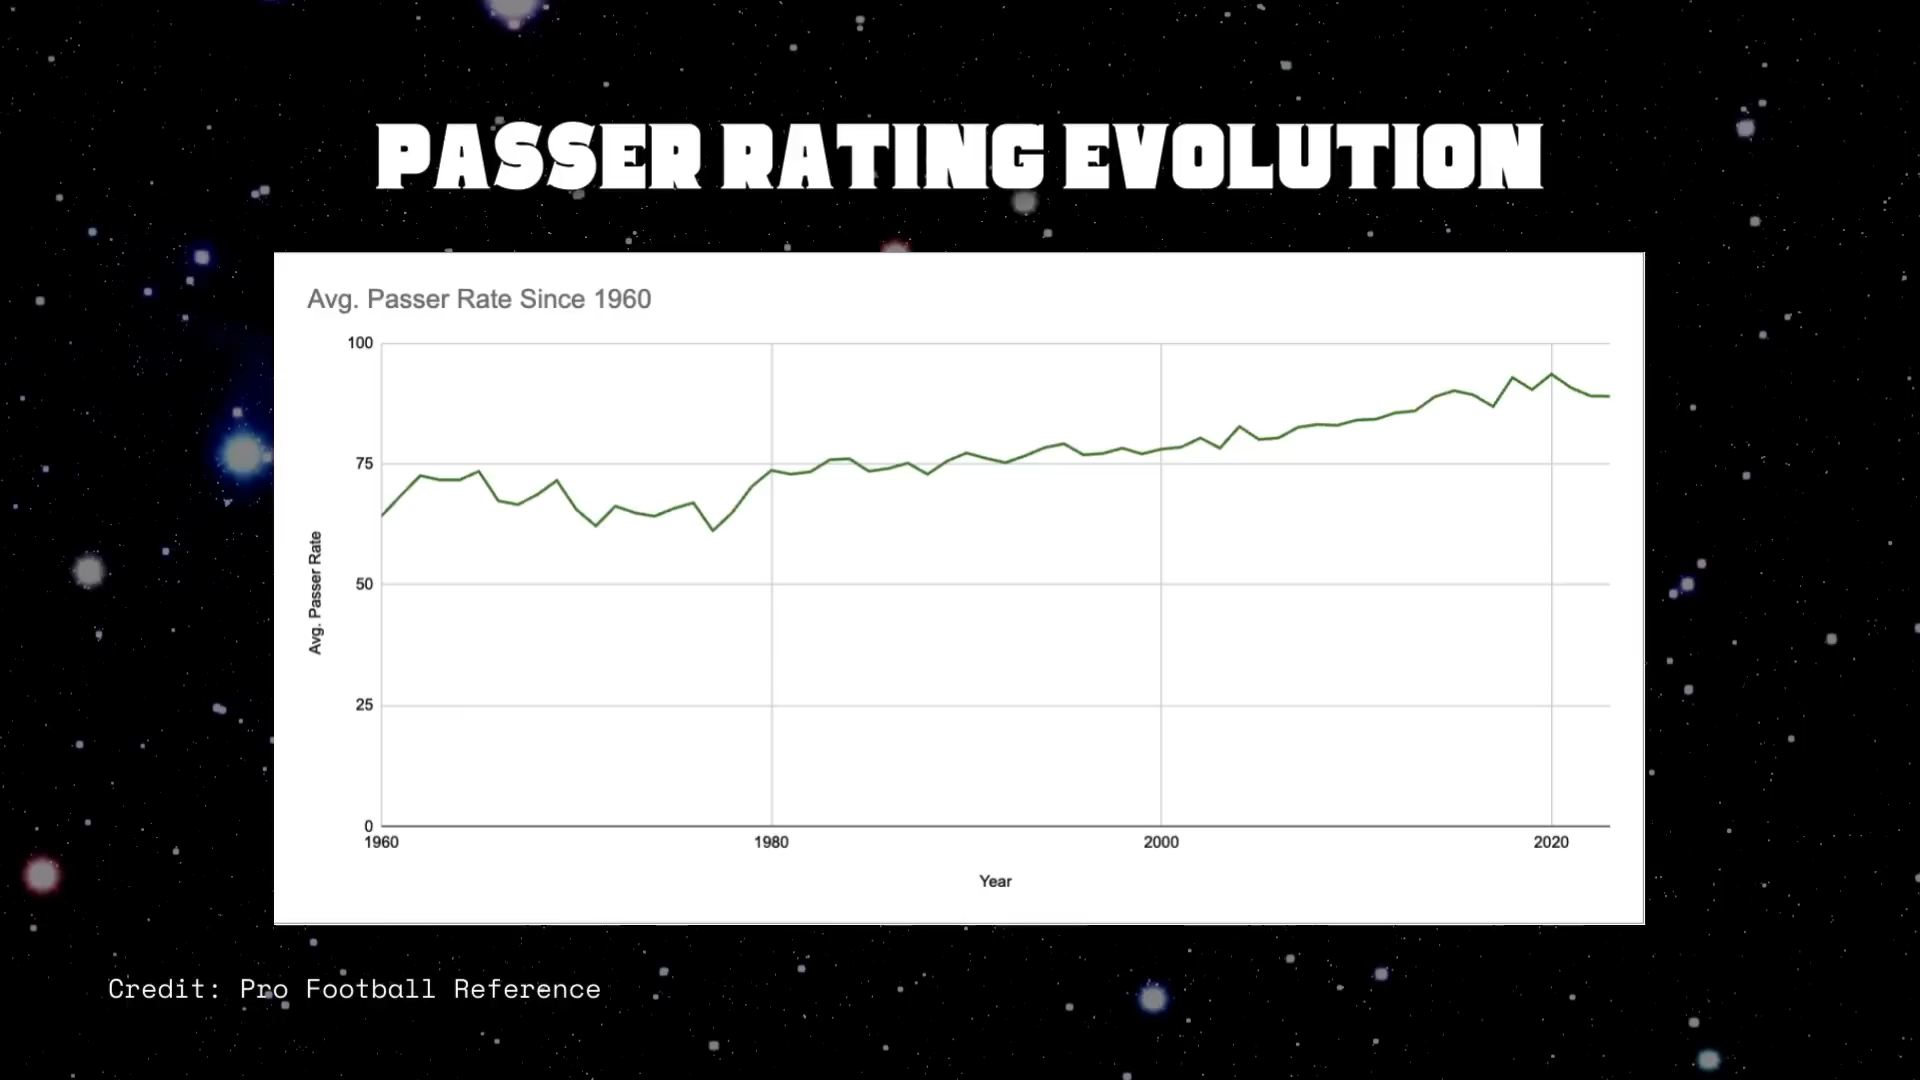 PASSER RATING EVOLUTION
Avg. Passer Rate Since 1960
100
75
50
25
0
Avg. Passer Rate
1960 1980 2000 2020
Year
Credit: Pro Football Reference